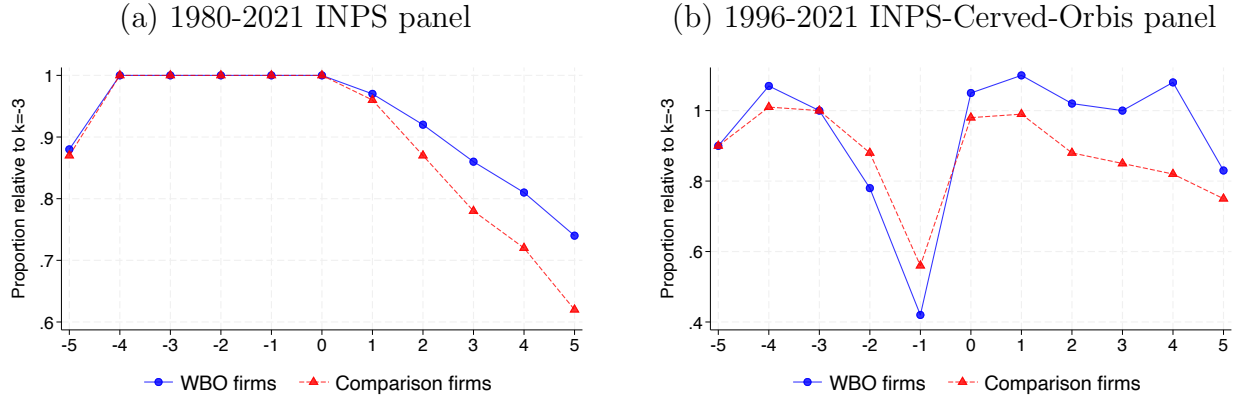 (a) 1980-2021 INPS panel
Proportion relative to k=-3
1
.9
.8
.7
.6
-5 -4 -3 -2 -1 0 1 2 3 4 5
WBO firms Comparison firms
(b) 1996-2021 INPS-Cerved-Orbis panel
Proportion relative to k=-3
1
.8
.6
.4
-5 -4 -3 -2 -1 0 1 2 3 4 5
WBO firms Comparison firms